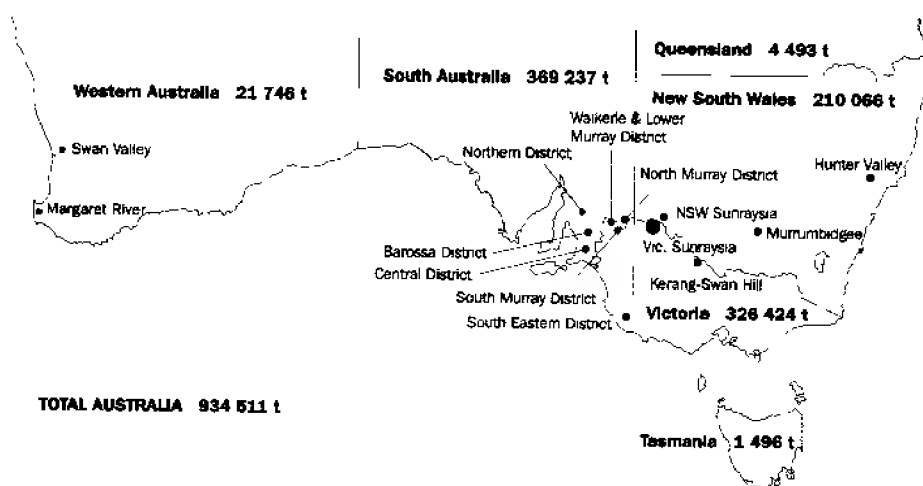 Queensland 4 493 t
South Australia 369 237 t
Western Australia 21 746 t
New South Wales 210 066 t
Waikerie & Lower
Murray District
Swan Valley
Northern District
Hunter Valley
North Murray District
Margaret River
NSW Sunraysia
Murrumbidgee
Barossa District
Vic. Sunraysia
Central District
Kerang-Swan Hill
South Murray District
Victoria 326 424 t
South Eastern District
TOTAL AUSTRALIA 934 511 t
Tasmania 1 496 t